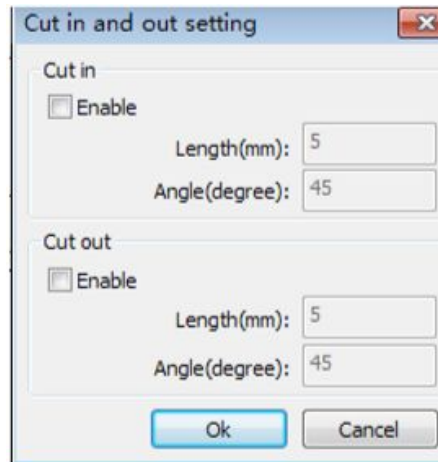 Cut in and out setting
Cut in
Enable
Length(mm): 5
Angle(degree): 45
Cut out
Enable
Length(mm): 5
Angle(degree): 45
Ok Cancel